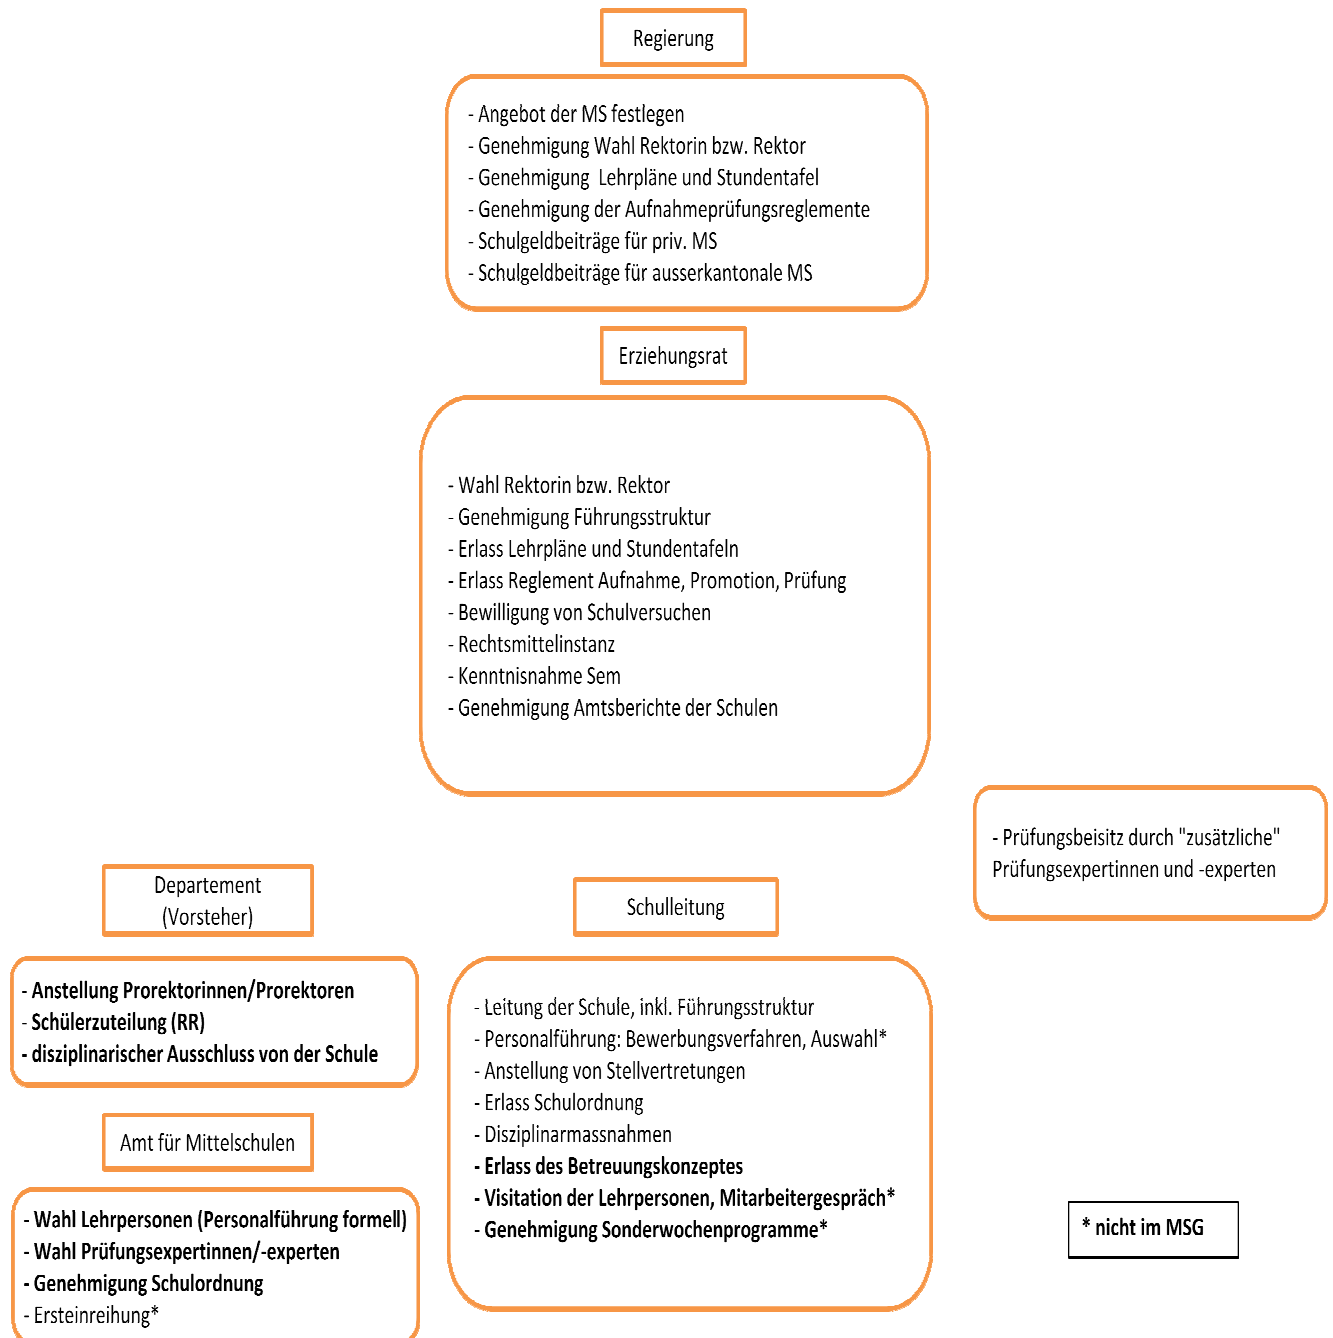 Regierung
- Angebot der MS festlegen
- Genehmigung Wahl Rektorin bzw. Rektor
- Genehmigung Lehrpläne und Stundentafel
- Genehmigung der Aufnahmeprüfungsreglemente
- Schulgeldbeiträge für priv. MS
- Schulgeldbeiträge für ausserkantonale MS
Erziehungsrat
- Wahl Rektorin bzw. Rektor
- Genehmigung Führungsstruktur
- Erlass Lehrpläne und Stundentafeln
- Erlass Reglement Aufnahme, Promotion, Prüfung
- Bewilligung von Schulversuchen
- Rechtsmittelinstanz
- Kenntnisnahme Sem
- Genehmigung Amtsberichte der Schulen
- Prüfungsbeisitz durch "zusätzliche"
Prüfungsexpertinnen und -experten
Departement
(Vorsteher)
- Anstellung Prorektorinnen/Prorektoren
- Schülerzuteilung (RR)
- disziplinarischer Ausschluss von der Schule
Amt für Mittelschulen
- Wahl Lehrpersonen (Personalführung formell)
- Wahl Prüfungsexpertinnen/-experten
- Genehmigung Schulordnung
- Ersteinreihung*
Schulleitung
- Leitung der Schule, inkl. Führungsstruktur
- Personalführung: Bewerbungsverfahren, Auswahl*
- Anstellung von Stellvertretungen
- Erlass Schulordnung
- Disziplinarmassnahmen
- Erlass des Betreuungskonzeptes
- Visitation der Lehrpersonen, Mitarbeitergespräch*
- Genehmigung Sonderwochenprogramme*
* nicht im MSG